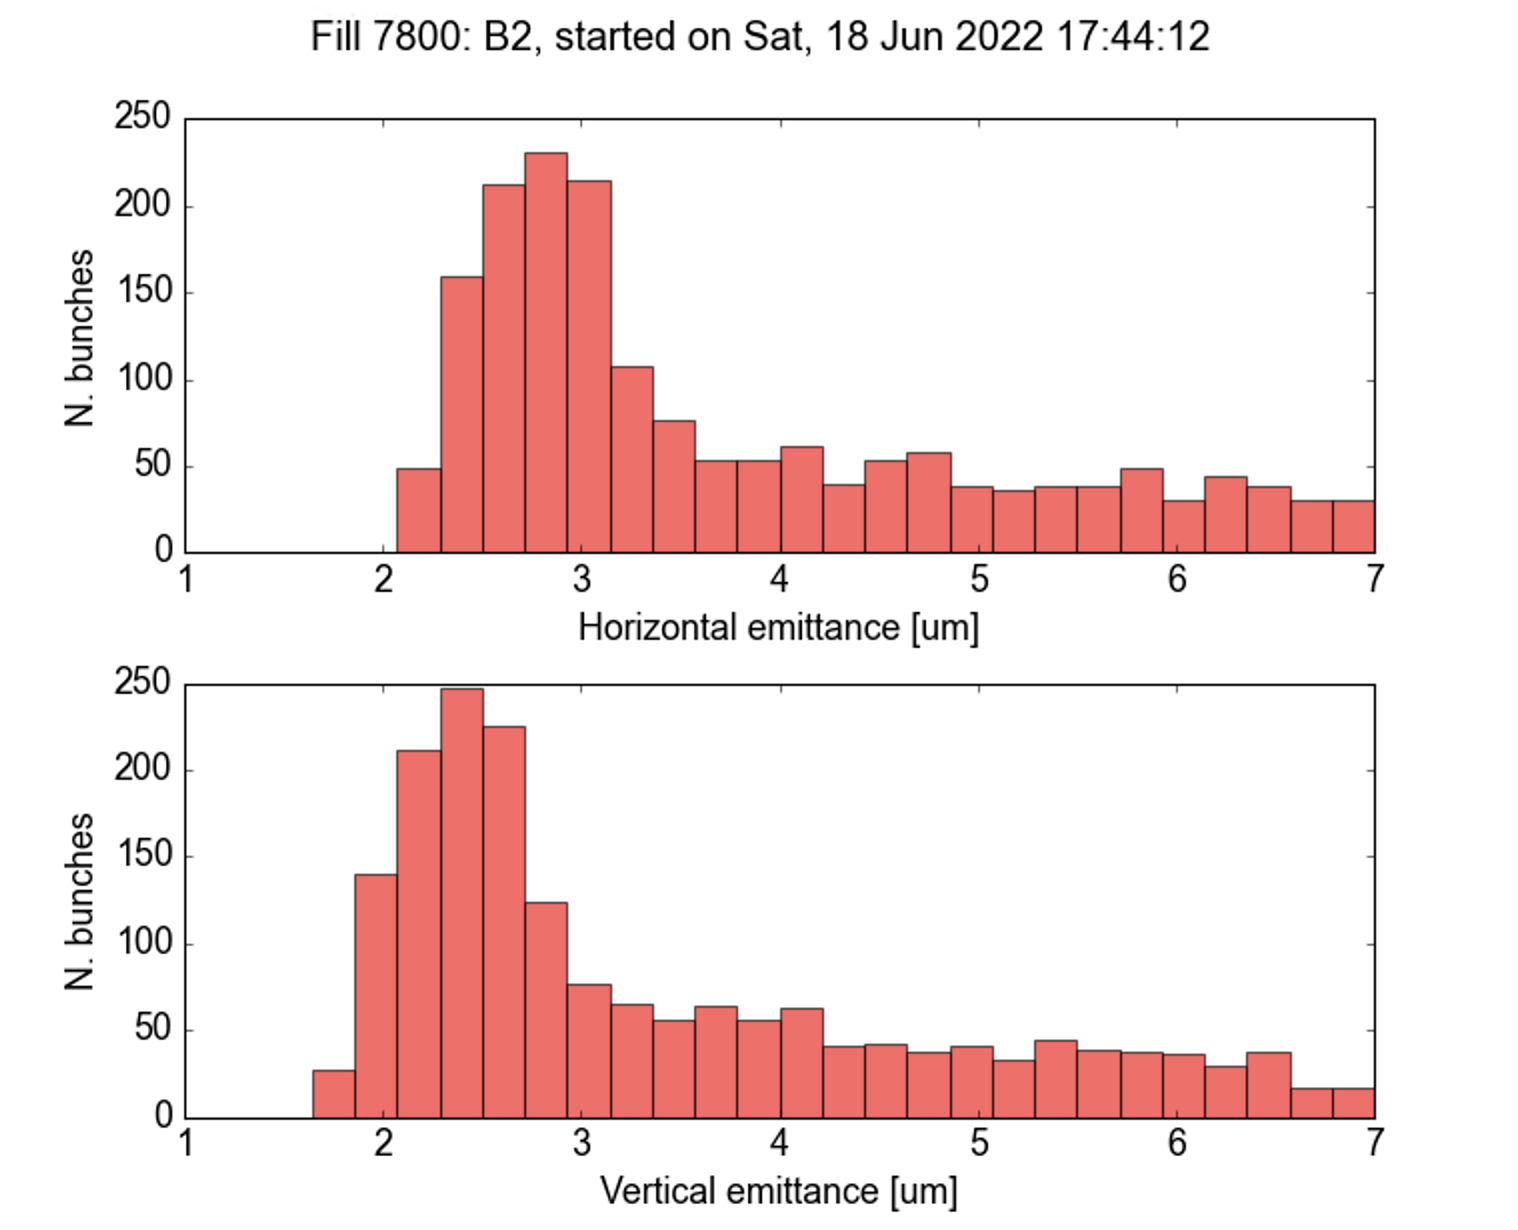 Fill 7800: B2, started on Sat, 18 Jun 2022 17:44:12
250
200
150
100
50
0
N. bunches
1 2 3 4 5 6 7
Horizontal emittance [um]
250
200
150
100
50
0
N. bunches
1 2 3 4 5 6 7
Vertical emittance [um]